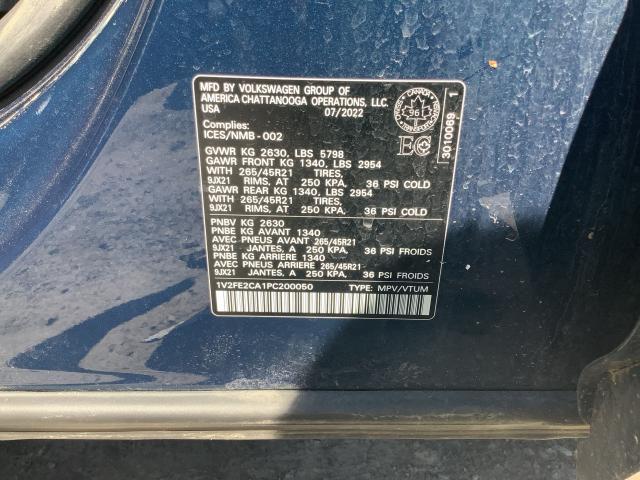 MFD BY VOLKSWAGEN GROUP OF
AMERICA CHATTANOOGA OPERATIONS, LLC.
USA 07/2022
Complies:
ICES/NMB-002
GVWR KG 2630, LBS 5798
GAWR FRONT KG 1340, LBS 2954
WITH 265/45R21 TIRES,
9JX21 RIMS, AT 250 KPA, 36 PSI COLD
GAWR REAR KG 1340, LBS 2954
WITH 265/45R21 TIRES,
9JX21 RIMS, AT 250 KPA, 36 PSI COLD
PNBV KG 2630
PNBE KG AVANT 1340
AVEC PNEUS AVANT 265/45R21
9JX21 JANTES, A 250 KPA, 36 PSI FROIDS
PNBE KG ARRIERE 1340
AVEC PNEUS ARRIERE 265/45R21
9JX21 JANTES, A 250 KPA, 36 PSI FROIDS
1V2FE2CA1PC200050 TYPE: MPV/VTUM
CANADA
96
TRANSPORT
EC
3010069 1